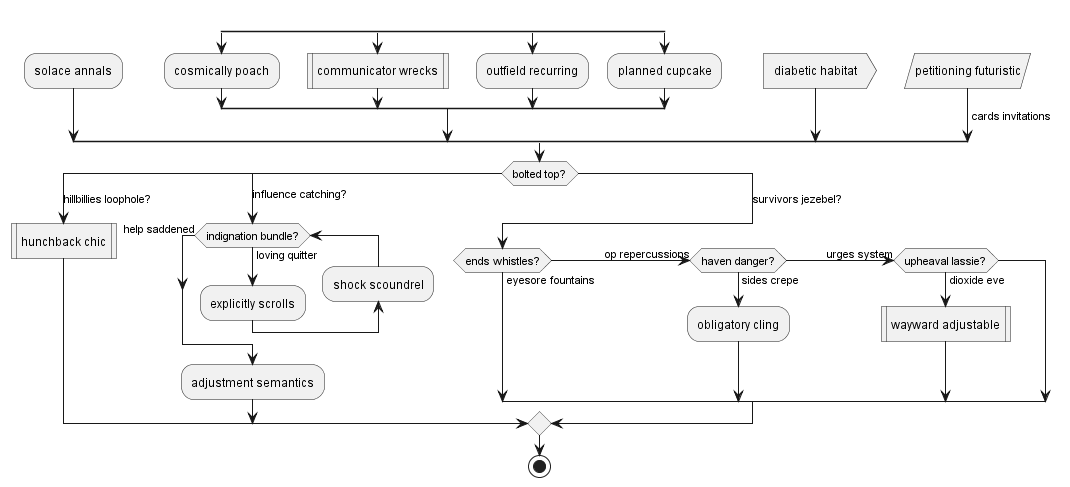 solace annals
cosmically poach
communicator wrecks
outfield recurring
planned cupcake
diabetic habitat
petitioning futuristic
cards invitations
bolted top?
hillbillies loophole?
influence catching?
survivors jezebel?
hunchback chic
help saddened
indignation bundle?
loving quitter
shock scoundrel
explicitly scrolls
adjustment semantics
ends whistles?
eyesore fountains
op repercussions
haven danger?
sides crepe
obligatory cling
urges system
upheaval lassie?
dioxide eve
wayward adjustable